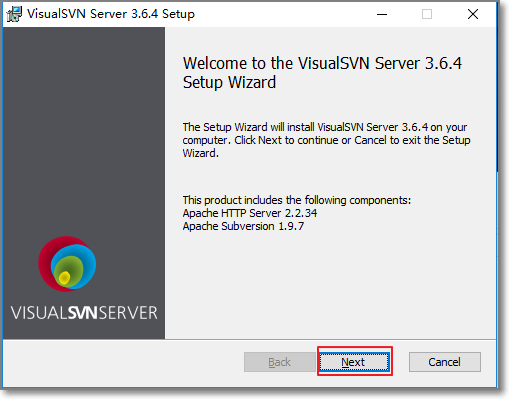 VisualSVN Server 3.6.4 Setup
Welcome to the VisualSVN Server 3.6.4
Setup Wizard
The Setup Wizard will install VisualSVN Server 3.6.4 on your
computer. Click Next to continue or Cancel to exit the Setup
Wizard.
This product includes the following components:
Apache HTTP Server 2.2.34
Apache Subversion 1.9.7
VISUALSVNSERVER
Back
Next
Cancel